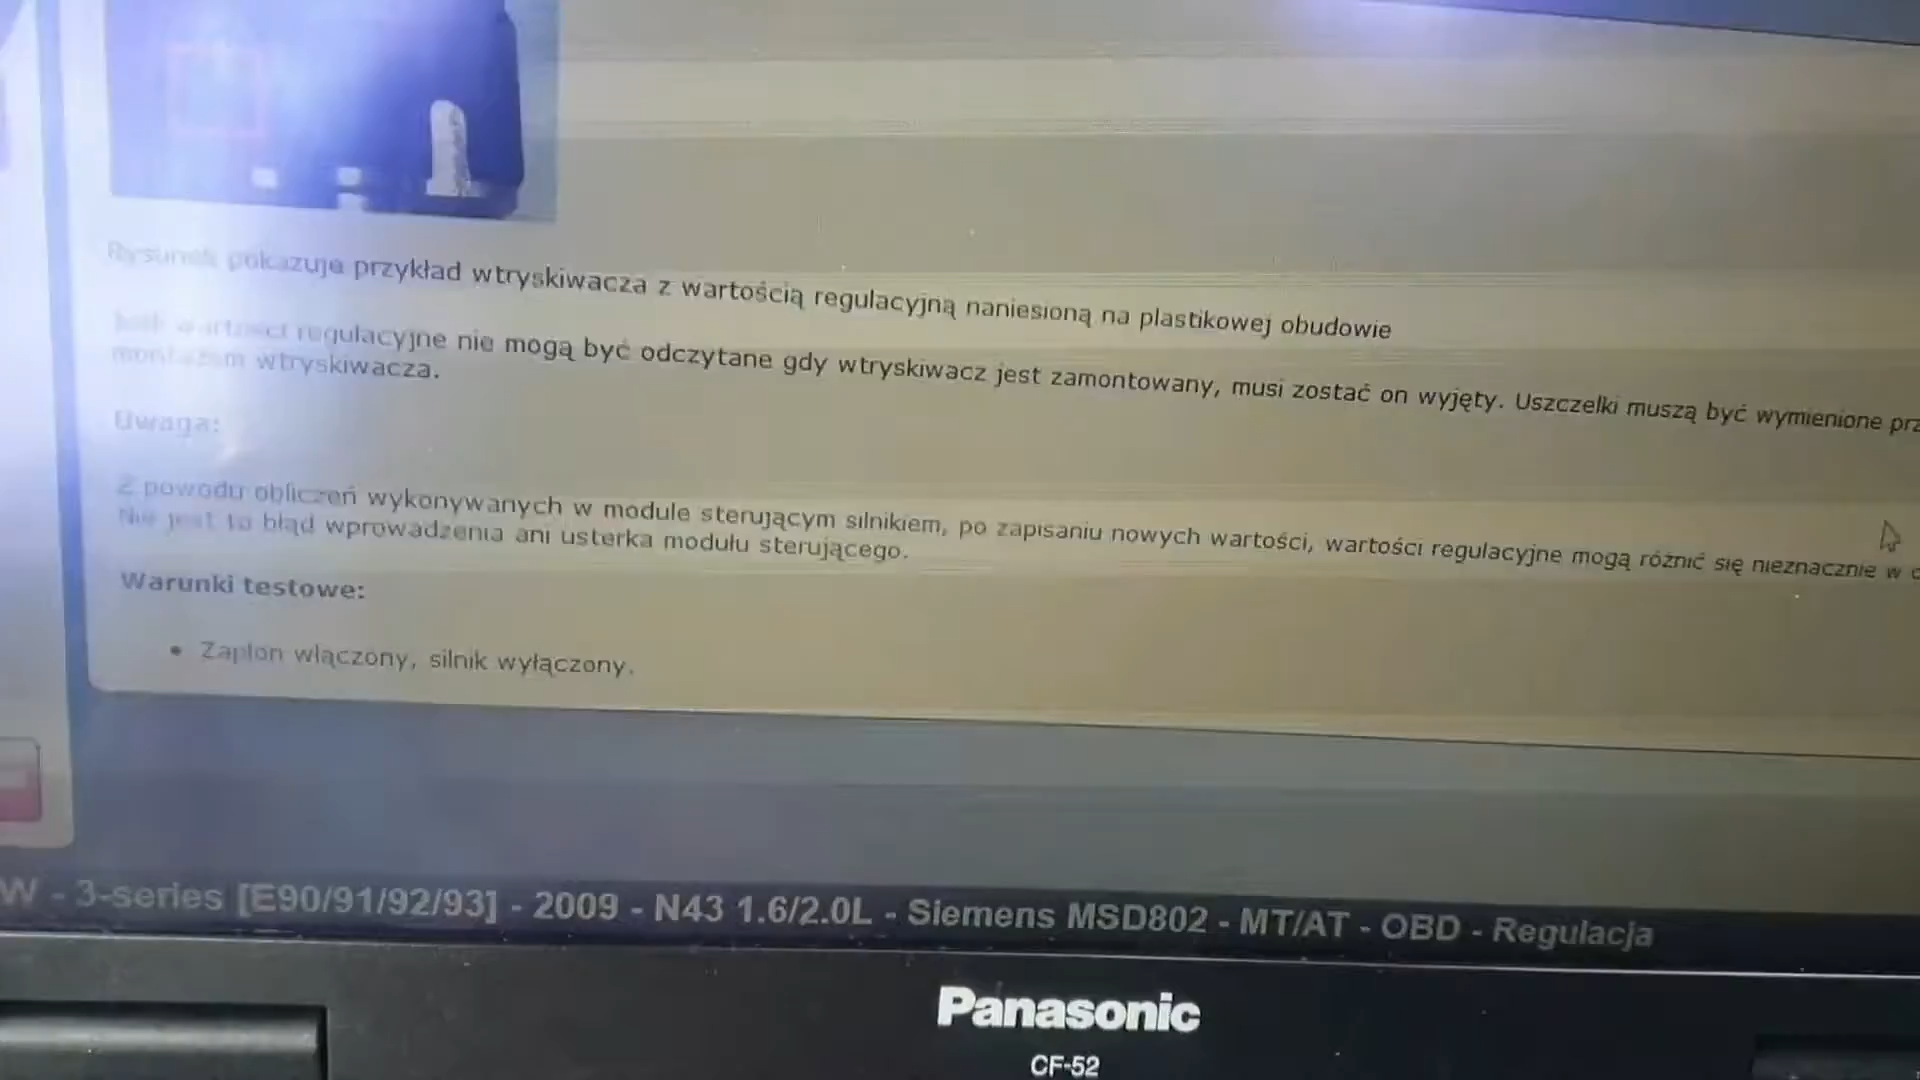 Rysunek pokazuje przykład wtryskiwacza z wartością regulacyjną naniesioną na plastikowej obudowie
wartości regulacyjne nie mogą być odczytane gdy wtryskiwacz jest zamontowany, musi zostać on wyjęty. Uszczelki muszą być wymienione prz
montażem wtryskiwacza.
Uwaga:
Z powodu obliczeń wykonywanych w module sterującym silnikiem, po zapisaniu nowych wartości, wartości regulacyjne mogą różnić się nieznacznie w
Nie jest to błąd wprowadzenia ani usterka modułu sterującego.
Warunki testowe:
• Zapłon włączony, silnik wyłączony.
W - 3-series [E90/91/92/93] - 2009 - N43 1.6/2.0L - Siemens MSD802 - MT/AT - OBD - Regulacja
Panasonic
CF-52